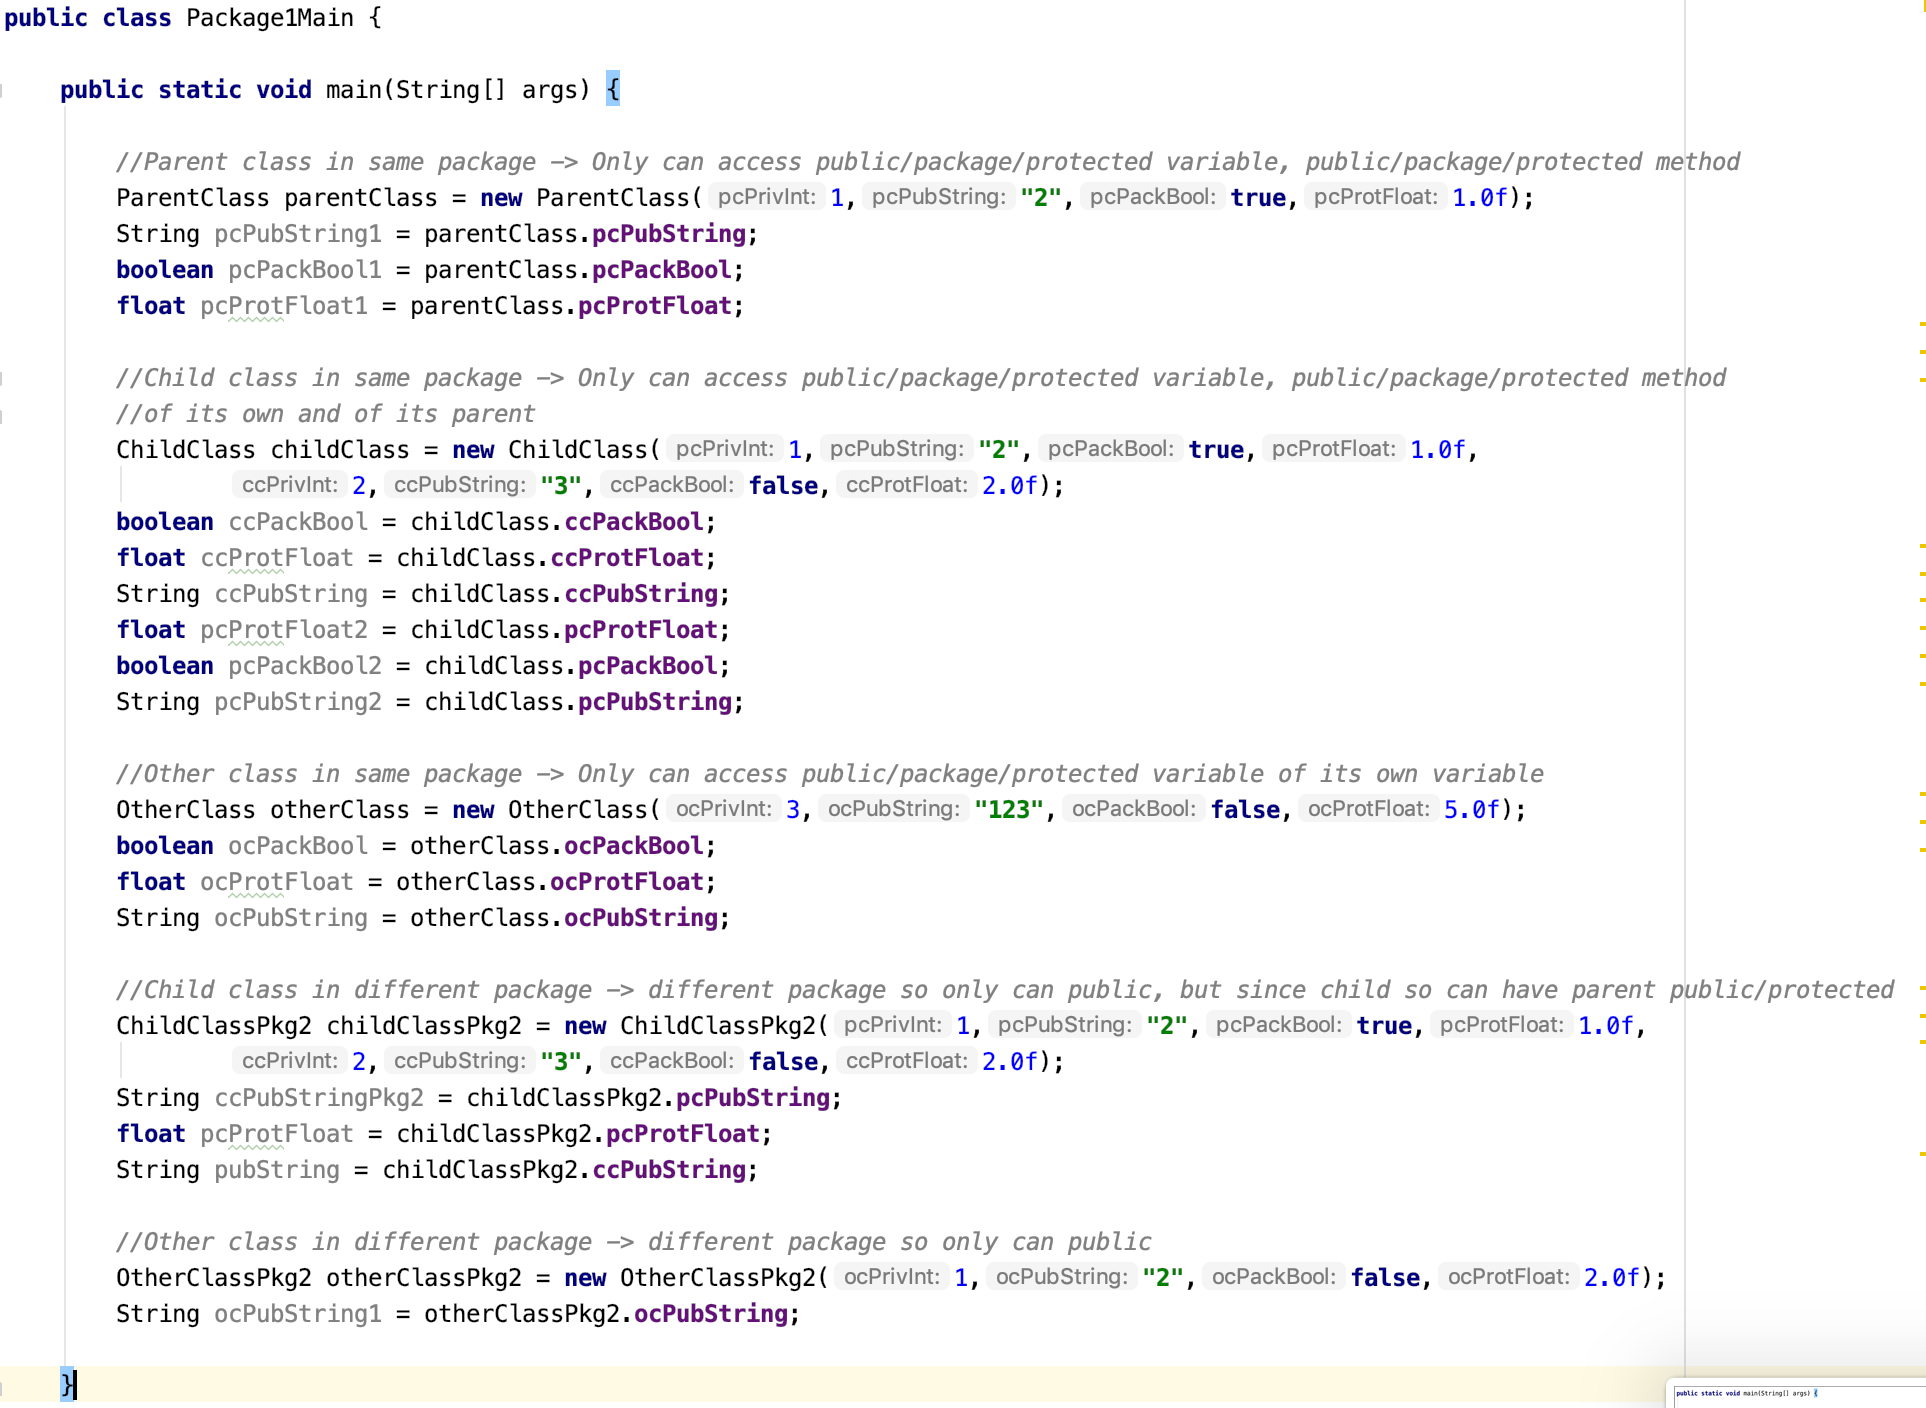 public class Package1Main {
public static void main(String[] args) {
//Parent class in same package -> Only can access public/package/protected variable, public/package/protected method
ParentClass parentClass = new ParentClass( pcPrivInt: 1, pcPubString: "2", pcPackBool: true, pcProtFloat: 1.0f);
String pcPubString1 = parentClass.pcPubString;
boolean pcPackBool1 = parentClass.pcPackBool;
float pcProtFloat1 = parentClass.pcProtFloat;
//Child class in same package -> Only can access public/package/protected variable, public/package/protected method
//of its own and of its parent
ChildClass childClass = new ChildClass( pcPrivInt: 1, pcPubString: "2", pcPackBool: true, pcProtFloat: 1.0f,
ccPrivInt: 2, ccPubString: "3", ccPackBool: false, ccProtFloat: 2.0f);
boolean ccPackBool = childClass.ccPackBool;
float ccProtFloat = childClass.ccProtFloat;
String ccPubString = childClass.ccPubString;
float pcProtFloat2 = childClass.pcProtFloat;
boolean pcPackBool2 = childClass.pcPackBool;
String pcPubString2 = childClass.pcPubString;
//Other class in same package -> Only can access public/package/protected variable of its own variable
OtherClass otherClass = new OtherClass( ocPrivInt: 3, ocPubString: "123", ocPackBool: false, ocProtFloat: 5.0f);
boolean ocPackBool = otherClass.ocPackBool;
float ocProtFloat = otherClass.ocProtFloat;
String ocPubString = otherClass.ocPubString;
//Child class in different package -> different package so only can public, but since child so can have parent public/protected
ChildClassPkg2 childClassPkg2 = new ChildClassPkg2( pcPrivInt: 1, pcPubString: "2", pcPackBool: true, pcProtFloat: 1.0f,
ccPrivInt: 2, ccPubString: "3", ccPackBool: false, ccProtFloat: 2.0f);
String ccPubStringPkg2 = childClassPkg2.pcPubString;
float pcProtFloat = childClassPkg2.pcProtFloat;
String pubString = childClassPkg2.ccPubString;
//Other class in different package -> different package so only can public
OtherClassPkg2 otherClassPkg2 = new OtherClassPkg2( ocPrivInt: 1, ocPubString: "2", ocPackBool: false, ocProtFloat: 2.0f);
String ocPubString1 = otherClassPkg2.ocPubString;
}
public static void main(String[] args) {